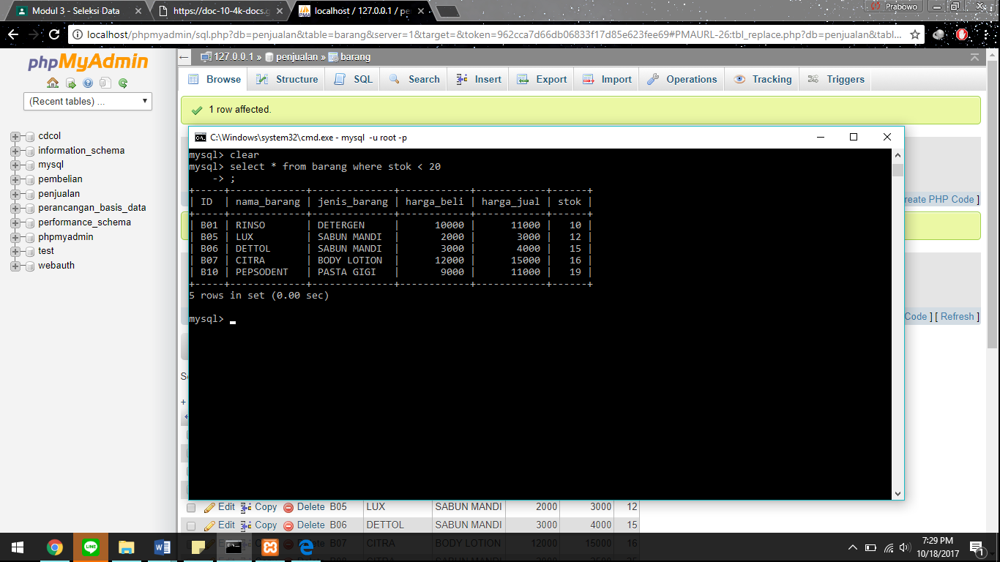 Modul 3 - Seleksi Data
https://doc-10-4k-docs.g
localhost / 127.0.0.1 / pe
Prabowo
localhost/phpmyadmin/sql.php?db=penjualan&table=barang&server=1&target=&token=962cca7d66db06833f17d85e623fee69#PMAURL-26:tbl_replace.php?db=penjualan&tabl...
phpMyAdmin
(Recent tables) ...
cdcol
information_schema
mysql
pembelian
penjualan
perancangan_basis_data
performance_schema
phpmyadmin
test
webauth
127.0.0.1 » penjualan » barang
Browse Structure SQL Search Insert Export Import Operations Tracking Triggers
1 row affected.
C:\Windows\system32\cmd.exe - mysql -u root -p
mysql> clear
mysql> select * from barang where stok < 20
    -> ;
+-----+-------------+--------------+------------+------------+------+
| ID  | nama_barang | jenis_barang | harga_beli | harga_jual | stok |
+-----+-------------+--------------+------------+------------+------+
| B01 | RINSO       | DETERGEN     |      10000 |      11000 |   10 |
| B05 | LUX         | SABUN MANDI  |       2000 |       3000 |   12 |
| B06 | DETTOL      | SABUN MANDI  |       3000 |       4000 |   15 |
| B07 | CITRA       | BODY LOTION  |      12000 |      15000 |   16 |
| B10 | PEPSODENT   | PASTA GIGI   |       9000 |      11000 |   19 |
+-----+-------------+--------------+------------+------------+------+
5 rows in set (0.00 sec)
mysql>
reate PHP Code ]
Code ] [ Refresh ]
+
Edit Copy Delete B05 LUX SABUN MANDI 2000 3000 12
Edit Copy Delete B06 DETTOL SABUN MANDI 3000 4000 15
Edit Copy Delete B07 CITRA BODY LOTION 12000 15000 16
7:29 PM
10/18/2017
1